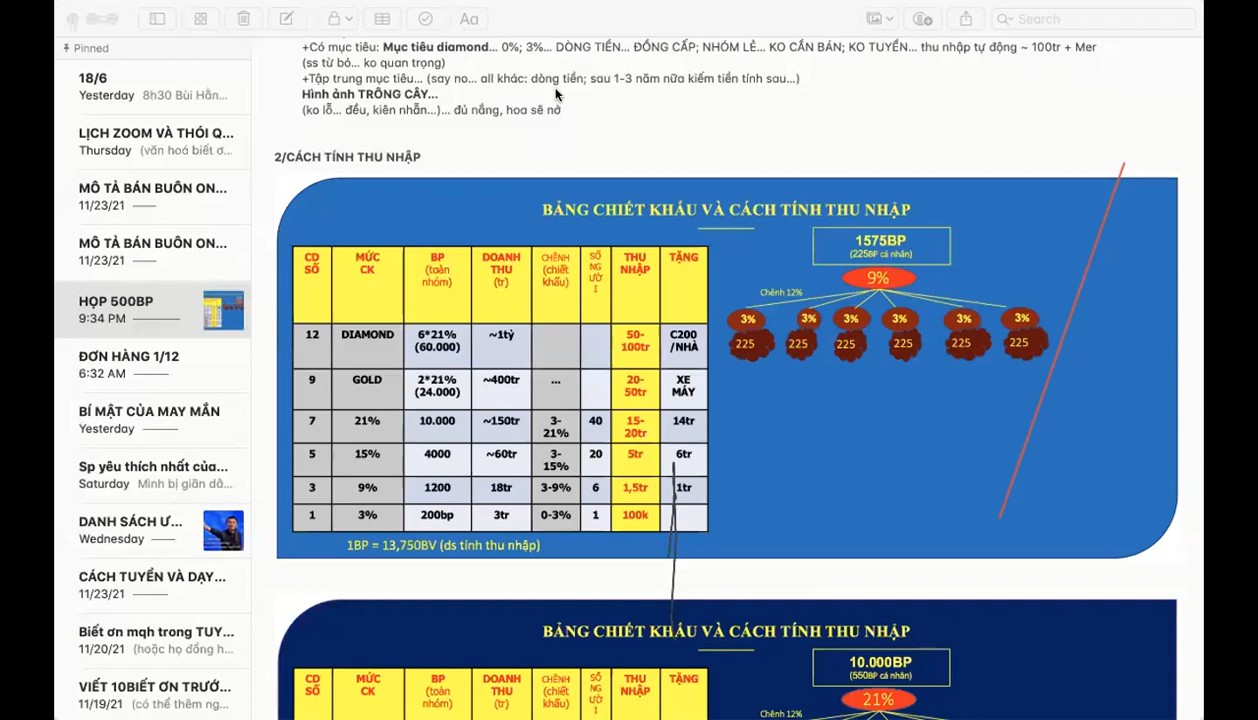 Aa
Search
Pinned
18/6
Yesterday 8h30 Bùi Hằn...
LỊCH ZOOM VÀ THÓI Q...
Thursday (văn hoá biết ơ...
MÔ TẢ BÁN BUÔN ON...
11/23/21
MÔ TẢ BÁN BUÔN ON...
11/23/21
HỌP 500BP
9:34 PM
ĐƠN HÀNG 1/12
6:32 AM
BÍ MẬT CỦA MAY MẮN
Yesterday
Sp yêu thích nhất của...
Saturday Mình bị giãn dâ...
DANH SÁCH Ư...
Wednesday
CÁCH TUYỂN VÀ DẠY...
11/23/21
Biết ơn mqh trong TUY...
11/20/21 (hoặc họ đồng h...
VIẾT 10BIẾT ƠN TRƯỚ...
11/19/21 (có thể thêm ng...
+Có mục tiêu: Mục tiêu diamond... 0%; 3%... DÒNG TIỀN... ĐỒNG CẤP; NHÓM LẺ... KO CẦN BÁN; KO TUYỂN... thu nhập tự động ~ 100tr + Mer
(ss từ bỏ... ko quan trọng)
+Tập trung mục tiêu... (say no... all khác: dòng tiền; sau 1-3 năm nữa kiếm tiền tính sau...)
Hình ảnh TRỒNG CÂY...
(ko lỗ... đều, kiên nhẫn...)... đủ nắng, hoa sẽ nở
2/CÁCH TÍNH THU NHẬP
BẢNG CHIẾT KHẤU VÀ CÁCH TÍNH THU NHẬP
CD SỐ MỨC CK BP (toàn nhóm) DOANH THU (tr) CHÊNH (chiết khấu) SỐ NGƯỜI THU NHẬP TẶNG
12 DIAMOND 6*21% (60.000) ~1tỷ 50-100tr C200 /NHÀ
9 GOLD 2*21% (24.000) ~400tr ... 20-50tr XE MÁY
7 21% 10.000 ~150tr 3-21% 40 15-20tr 14tr
5 15% 4000 ~60tr 3-15% 20 5tr 6tr
3 9% 1200 18tr 3-9% 6 1,5tr 1tr
1 3% 200bp 3tr 0-3% 1 100k
1BP = 13,750BV (ds tính thu nhập)
1575BP
(225BP cá nhân)
9%
Chênh 12%
3% 3% 3% 3% 3% 3%
225 225 225 225 225 225
BẢNG CHIẾT KHẤU VÀ CÁCH TÍNH THU NHẬP
CD SỐ MỨC CK BP (toàn nhóm) DOANH THU (tr) CHÊNH (chiết khấu) SỐ NGƯỜI THU NHẬP TẶNG
10.000BP
(550BP cá nhân)
21%
Chênh 12%